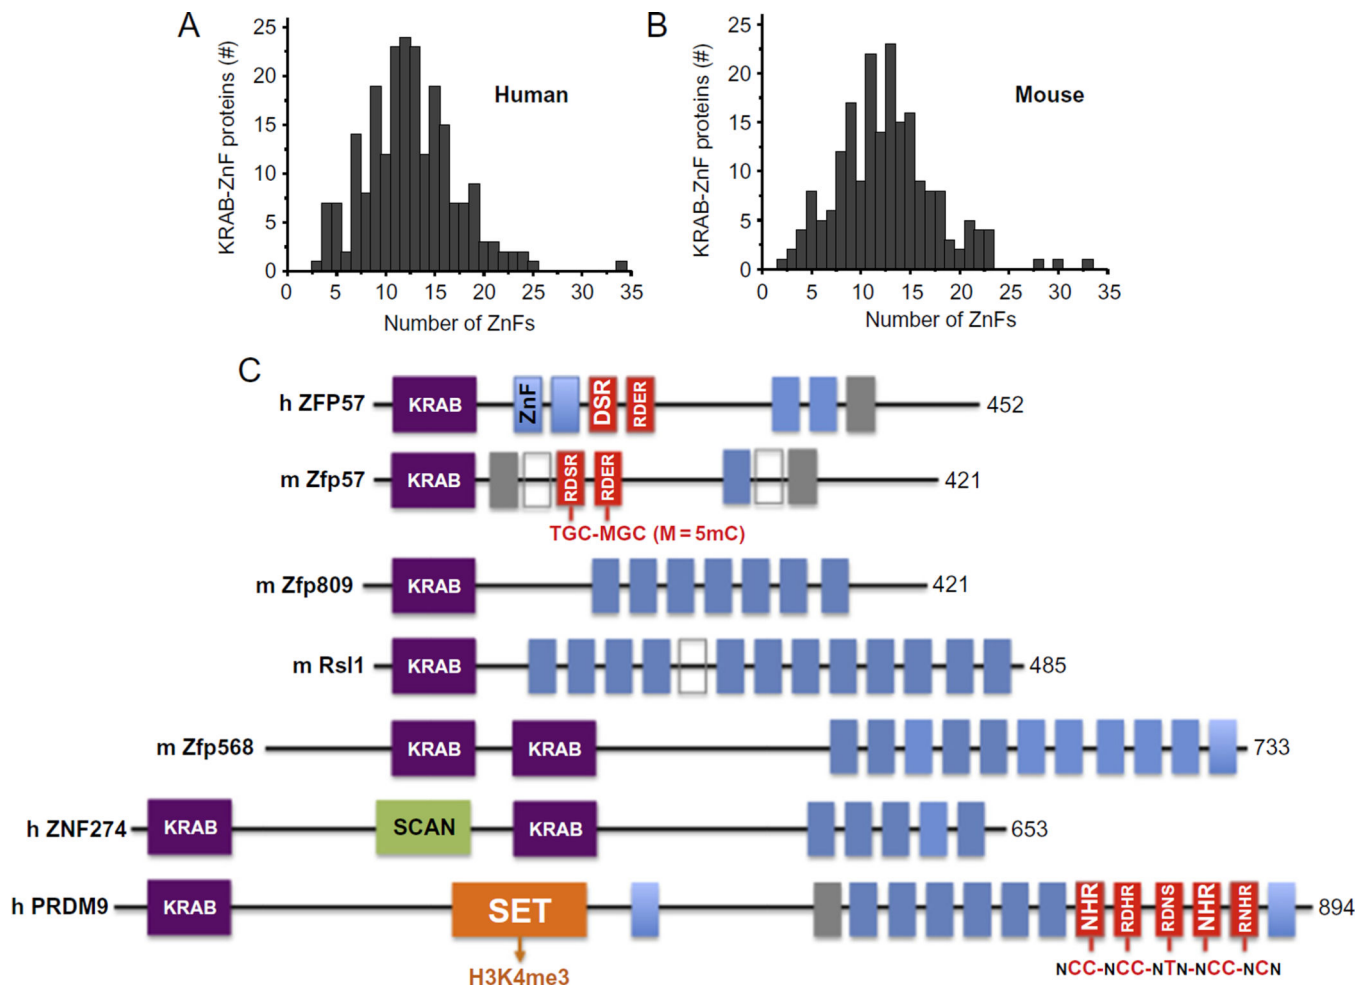 A
B
25
20
15
10
5
0
KRAB-ZnF proteins (#)
Human
0 5 10 15 20 25 30 35
Number of ZnFs
25
20
15
10
5
0
KRAB-ZnF proteins (#)
Mouse
0 5 10 15 20 25 30 35
Number of ZnFs
C
h ZFP57 KRAB ZnF DSR RDER 452
m Zfp57 KRAB RDSR RDER 421
TGC-MGC (M = 5mC)
m Zfp809 KRAB 421
m Rsl1 KRAB 485
m Zfp568 KRAB KRAB 733
h ZNF274 KRAB SCAN KRAB 653
h PRDM9 KRAB SET NHR RDHR RDNS NHR RNHR 894
H3K4me3
NCC-NCC-NTN-NCC-NCN